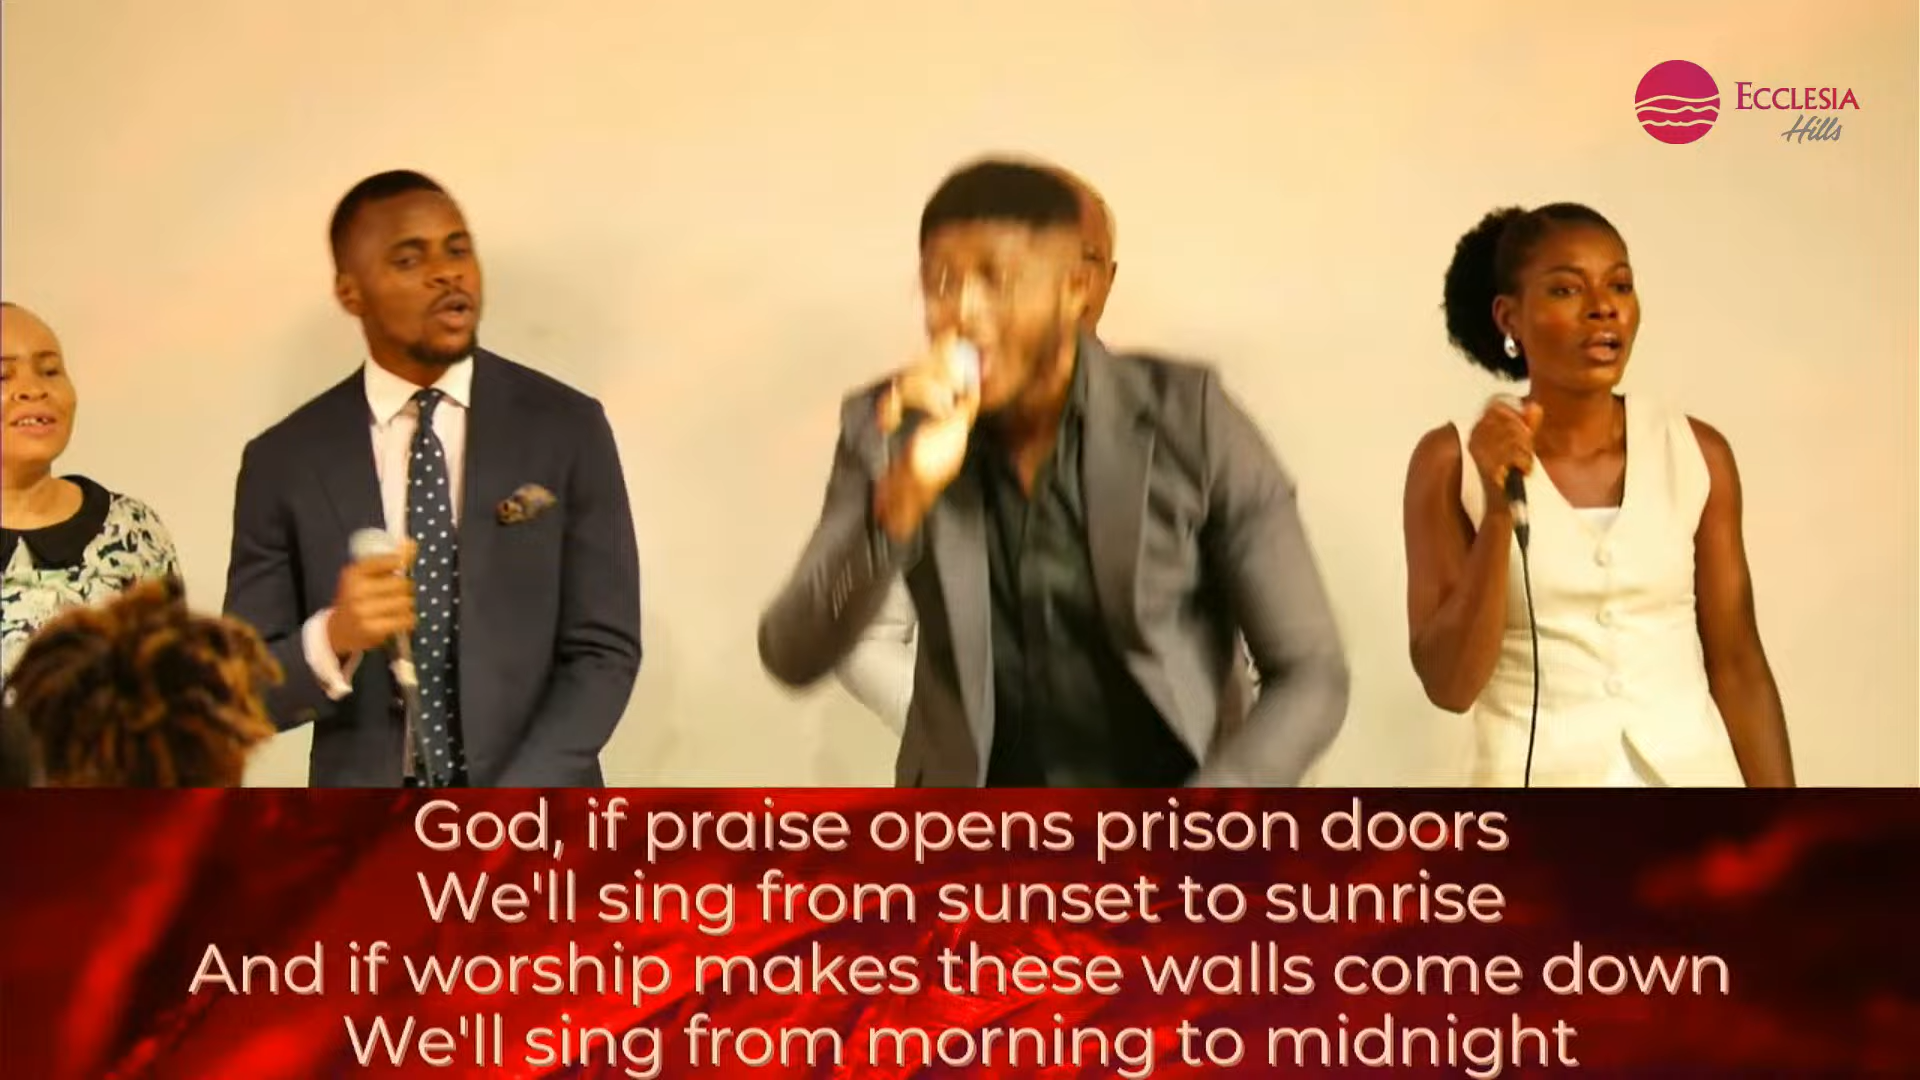 ECCLESIA
Hills
God, if praise opens prison doors
We'll sing from sunset to sunrise
And if worship makes these walls come down
We'll sing from morning to midnight